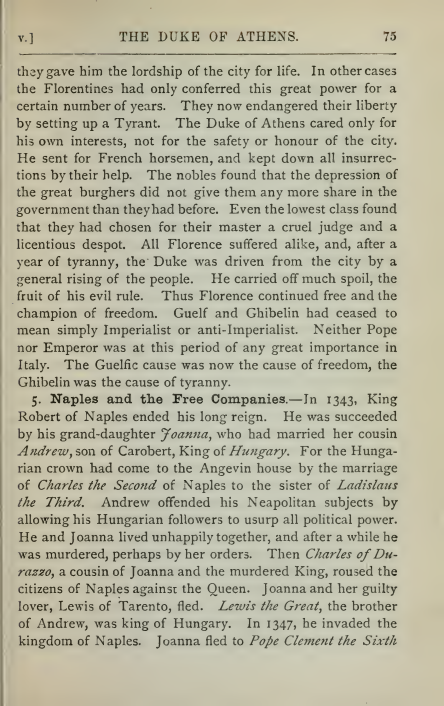 v.] THE DUKE OF ATHENS. 75
they gave him the lordship of the city for life. In other cases
the Florentines had only conferred this great power for a
certain number of years. They now endangered their liberty
by setting up a Tyrant. The Duke of Athens cared only for
his own interests, not for the safety or honour of the city.
He sent for French horsemen, and kept down all insurrec-
tions by their help. The nobles found that the depression of
the great burghers did not give them any more share in the
government than they had before. Even the lowest class found
that they had chosen for their master a cruel judge and a
licentious despot. All Florence suffered alike, and, after a
year of tyranny, the Duke was driven from the city by a
general rising of the people. He carried off much spoil, the
fruit of his evil rule. Thus Florence continued free and the
champion of freedom. Guelf and Ghibelin had ceased to
mean simply Imperialist or anti-Imperialist. Neither Pope
nor Emperor was at this period of any great importance in
Italy. The Guelfic cause was now the cause of freedom, the
Ghibelin was the cause of tyranny.
5. Naples and the Free Companies.—In 1343, King
Robert of Naples ended his long reign. He was succeeded
by his grand-daughter Joanna, who had married her cousin
Andrew, son of Carobert, King of Hungary. For the Hunga-
rian crown had come to the Angevin house by the marriage
of Charles the Second of Naples to the sister of Ladislaus
the Third. Andrew offended his Neapolitan subjects by
allowing his Hungarian followers to usurp all political power.
He and Joanna lived unhappily together, and after a while he
was murdered, perhaps by her orders. Then Charles of Du-
razzo, a cousin of Joanna and the murdered King, roused the
citizens of Naples against the Queen. Joanna and her guilty
lover, Lewis of Tarento, fled. Lewis the Great, the brother
of Andrew, was king of Hungary. In 1347, he invaded the
kingdom of Naples. Joanna fled to Pope Clement the Sixth